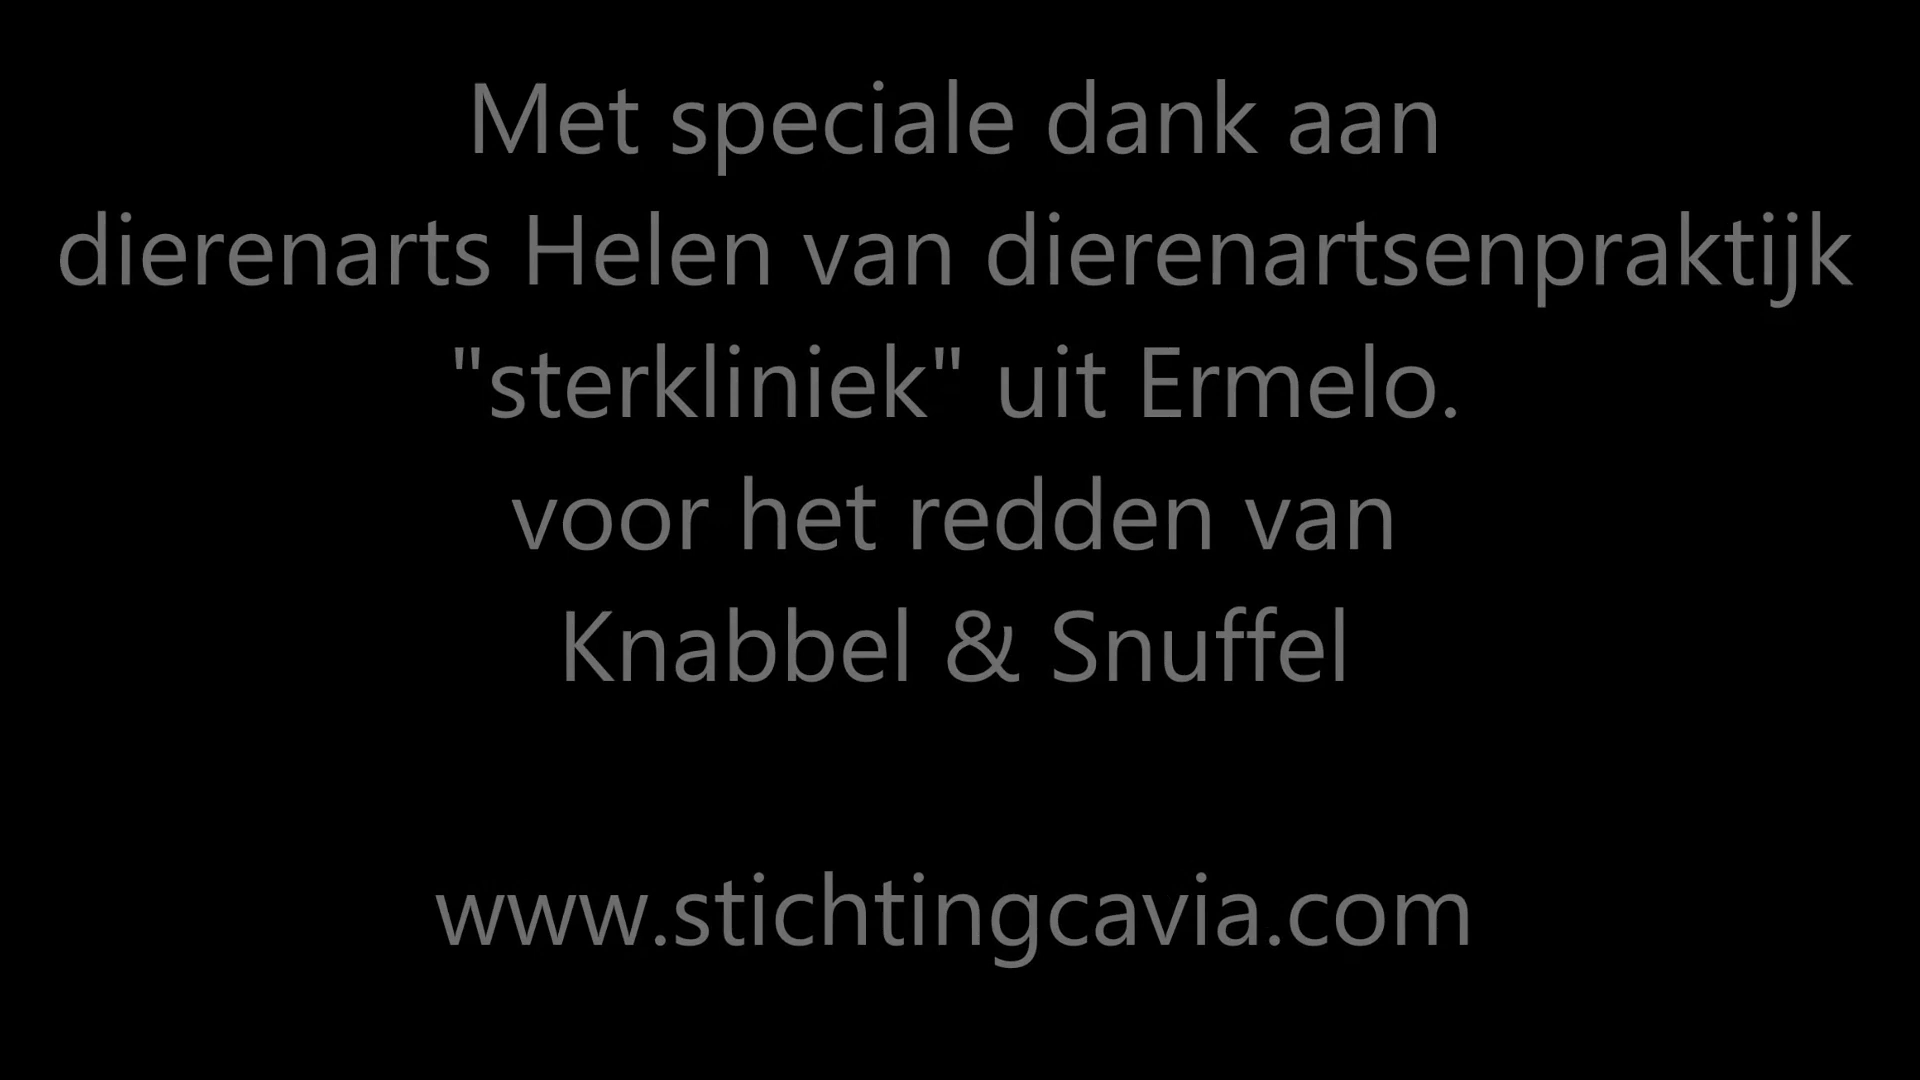 Met speciale dank aan
dierenarts Helen van dierenartsenpraktijk
"sterkliniek" uit Ermelo.
voor het redden van
Knabbel & Snuffel
www.stichtingcavia.com